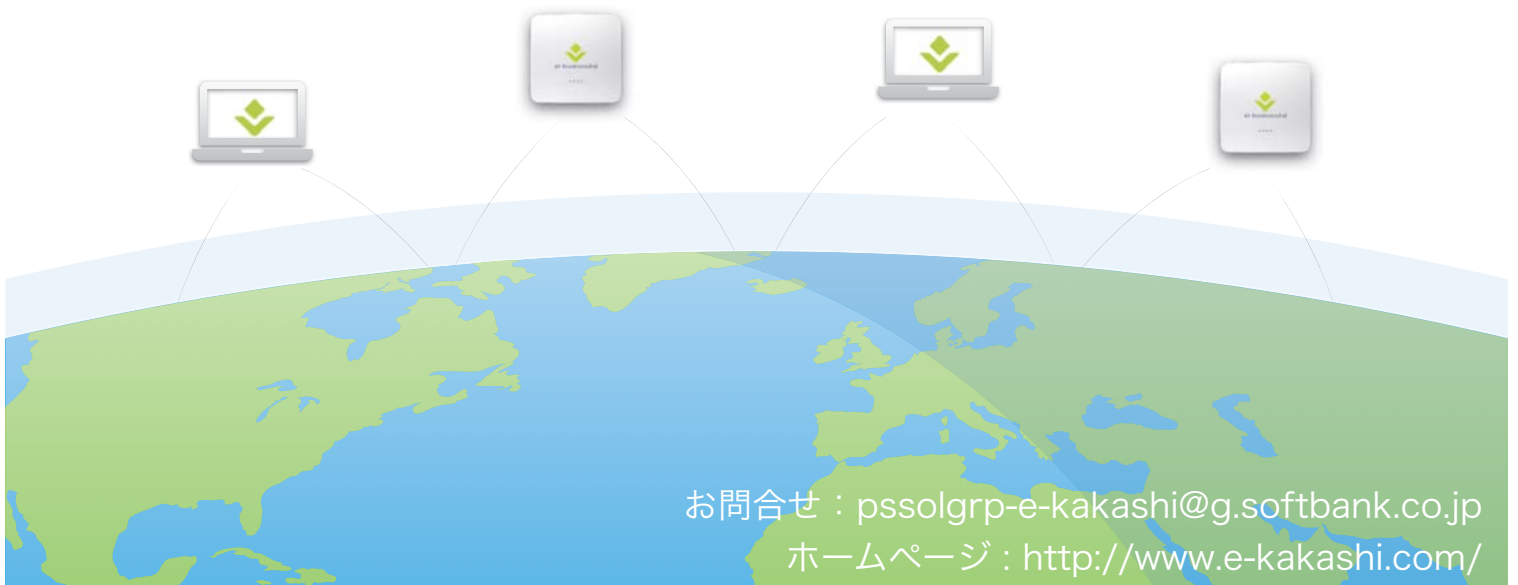 お問合せ：pssolgrp-e-kakashi@g.softbank.co.jp
ホームページ : http://www.e-kakashi.com/